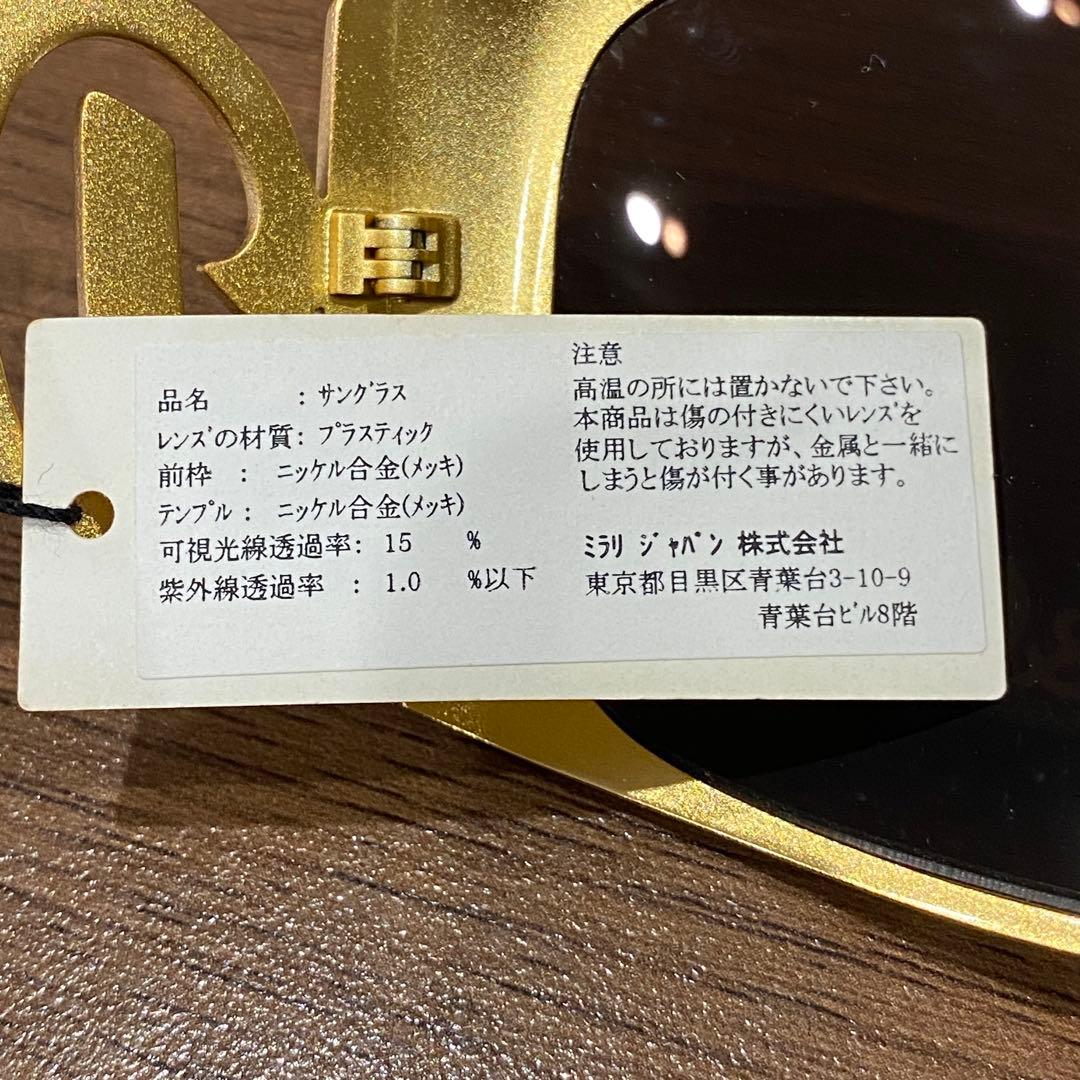 品名 : ｻﾝｸﾞﾗｽ
ﾚﾝｽﾞの材質: ﾌﾟﾗｽﾃｨｯｸ
前枠 : ニッケル合金(ﾒｯｷ)
ﾃﾝﾌﾟﾙ : ニッケル合金(ﾒｯｷ)
可視光線透過率: 15 %
紫外線透過率 : 1.0 %以下
注意
高温の所には置かないで下さい。
本商品は傷の付きにくいﾚﾝｽﾞを
使用しておりますが、金属と一緒に
しまうと傷が付く事があります。
ﾐﾗﾘ ｼﾞｬﾊﾟﾝ 株式会社
東京都目黒区青葉台3-10-9
青葉台ﾋﾞﾙ8階